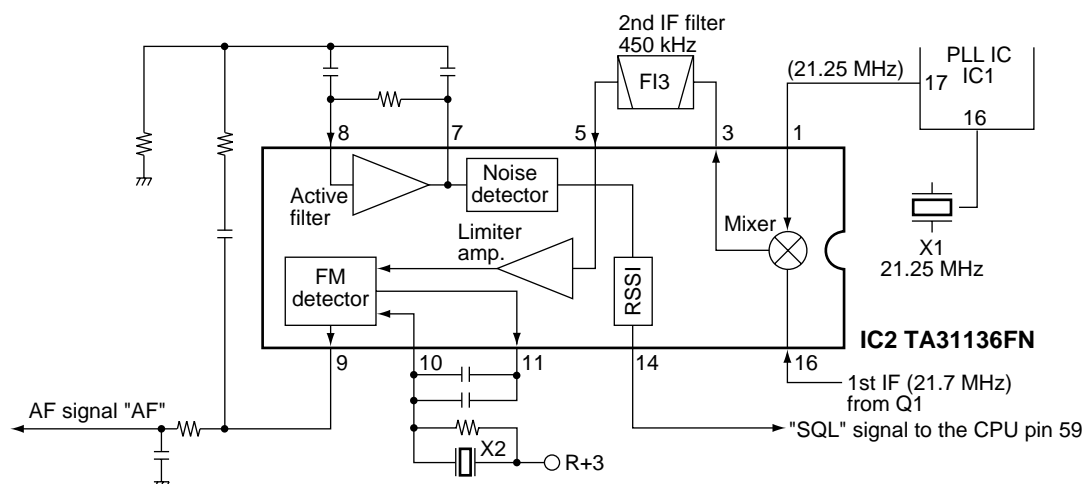 2nd IF filter
450 kHz
FI3
(21.25 MHz)
PLL IC
IC1
17
16
8
7
5
3
1
Active
filter
Noise
detector
Mixer
X1
21.25 MHz
Limiter
amp.
FM
detector
RSSI
IC2 TA31136FN
9
10
11
14
16
1st IF (21.7 MHz)
from Q1
AF signal "AF"
"SQL" signal to the CPU pin 59
X2
R+3